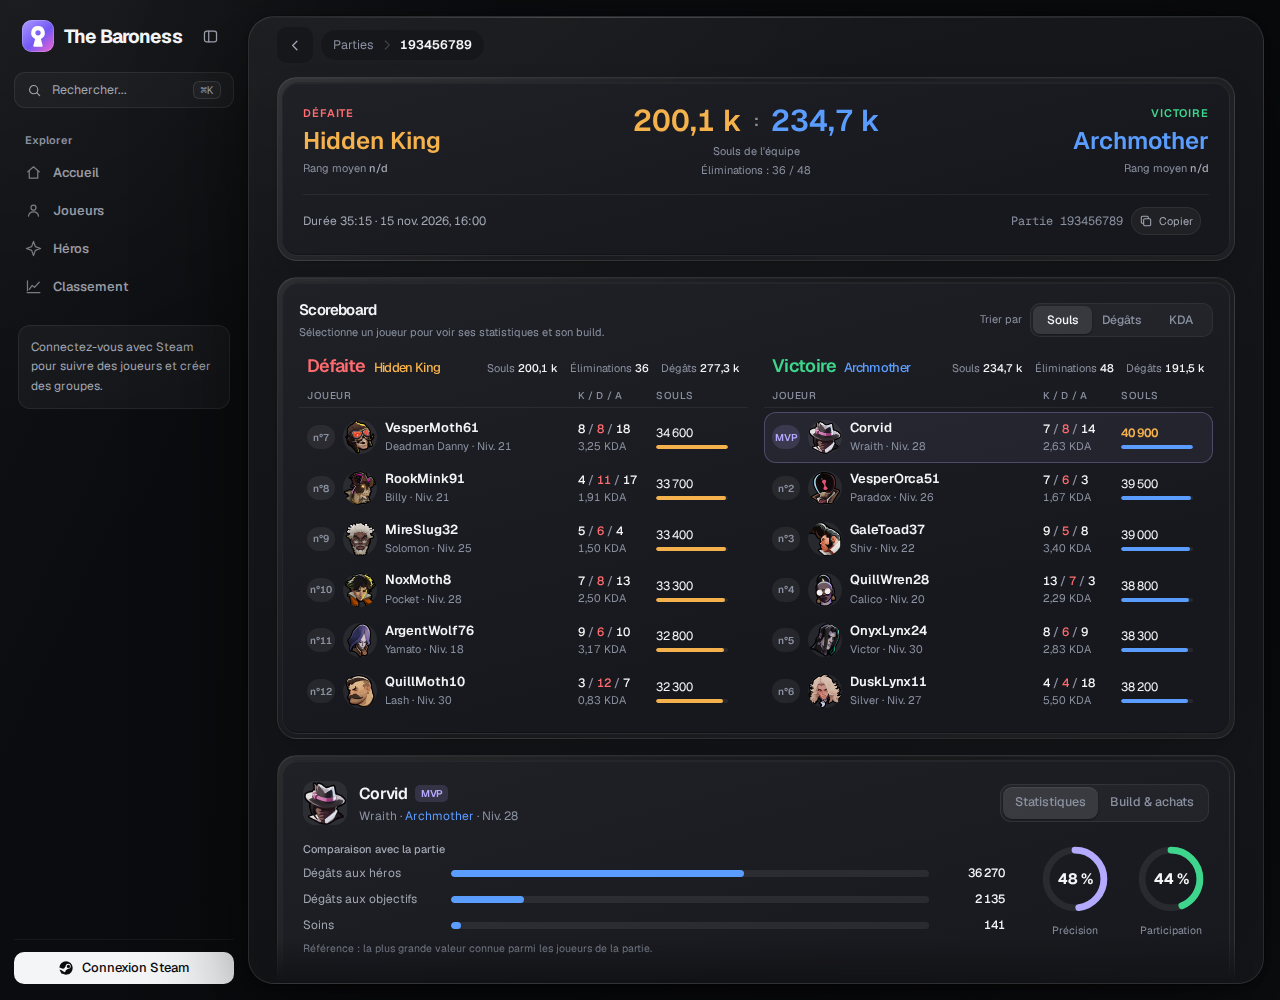 The Baroness
Rechercher...
⌘K
Explorer
Accueil
Joueurs
Héros
Classement
Connectez-vous avec Steam
pour suivre des joueurs et créer
des groupes.
Connexion Steam
Parties
193456789
DÉFAITE
Hidden King
Rang moyen n/d
200,1 k : 234,7 k
Souls de l'équipe
Éliminations : 36 / 48
VICTOIRE
Archmother
Rang moyen n/d
Durée 35:15 · 15 nov. 2026, 16:00
Partie 193456789
Copier
Scoreboard
Sélectionne un joueur pour voir ses statistiques et son build.
Trier par
Souls
Dégâts
KDA
Défaite Hidden King
Souls 200,1 k
Éliminations 36
Dégâts 277,3 k
JOUEUR
K / D / A
SOULS
n°7
VesperMoth61
Deadman Danny · Niv. 21
8 / 8 / 18
3,25 KDA
34 600
n°8
RookMink91
Billy · Niv. 21
4 / 11 / 17
1,91 KDA
33 700
n°9
MireSlug32
Solomon · Niv. 25
5 / 6 / 4
1,50 KDA
33 400
n°10
NoxMoth8
Pocket · Niv. 28
7 / 8 / 13
2,50 KDA
33 300
n°11
ArgentWolf76
Yamato · Niv. 18
9 / 6 / 10
3,17 KDA
32 800
n°12
QuillMoth10
Lash · Niv. 30
3 / 12 / 7
0,83 KDA
32 300
Victoire Archmother
Souls 234,7 k
Éliminations 48
Dégâts 191,5 k
JOUEUR
K / D / A
SOULS
MVP
Corvid
Wraith · Niv. 28
7 / 8 / 14
2,63 KDA
40 900
n°2
VesperOrca51
Paradox · Niv. 26
7 / 6 / 3
1,67 KDA
39 500
n°3
GaleToad37
Shiv · Niv. 22
9 / 5 / 8
3,40 KDA
39 000
n°4
QuillWren28
Calico · Niv. 20
13 / 7 / 3
2,29 KDA
38 800
n°5
OnyxLynx24
Victor · Niv. 30
8 / 6 / 9
2,83 KDA
38 300
n°6
DuskLynx11
Silver · Niv. 27
4 / 4 / 18
5,50 KDA
38 200
Corvid MVP
Wraith · Archmother · Niv. 28
Statistiques
Build & achats
Comparaison avec la partie
Dégâts aux héros
36 270
Dégâts aux objectifs
2 135
Soins
141
Référence : la plus grande valeur connue parmi les joueurs de la partie.
48 %
Précision
44 %
Participation